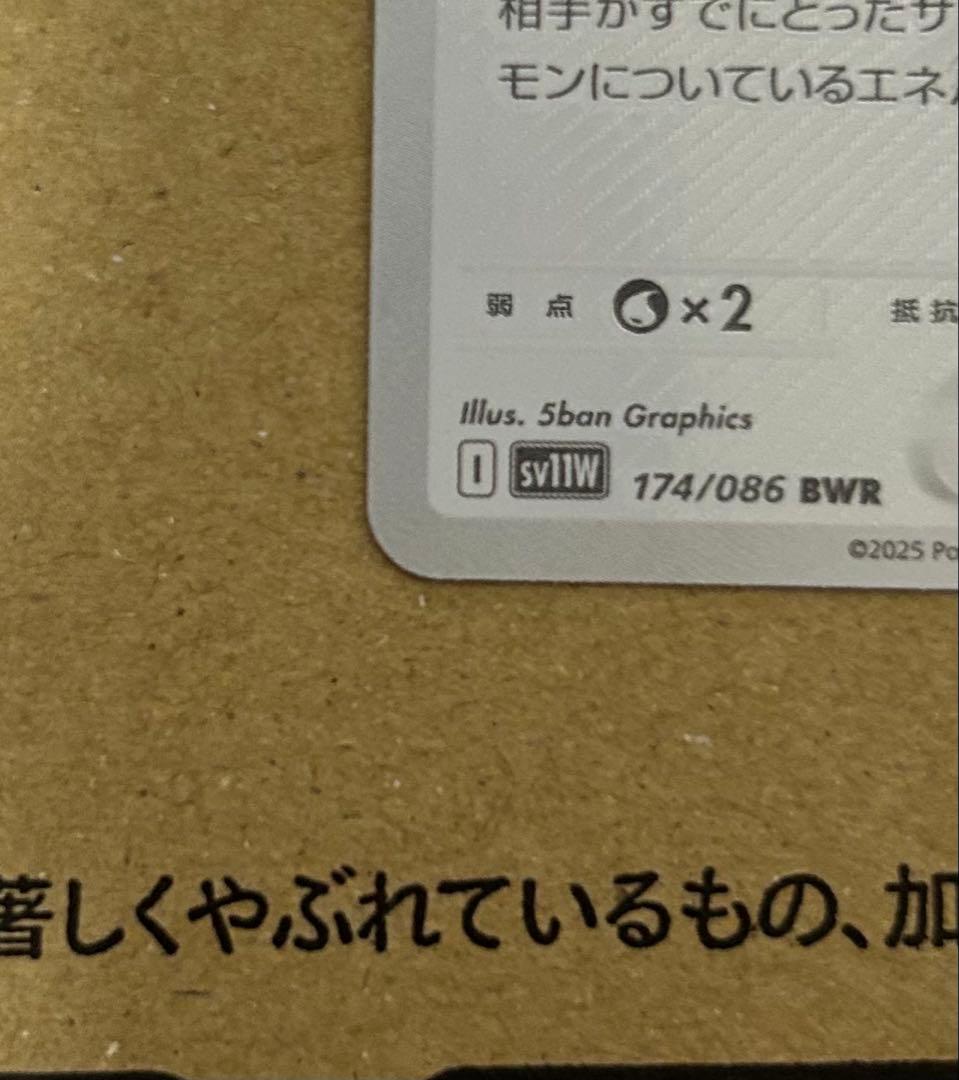 相手がすでにとったサ
モンについているエネ
弱点 ×2 抵抗
Illus. 5ban Graphics
I sv11W 174/086 BWR
©2025 Po
著しくやぶれているもの、加